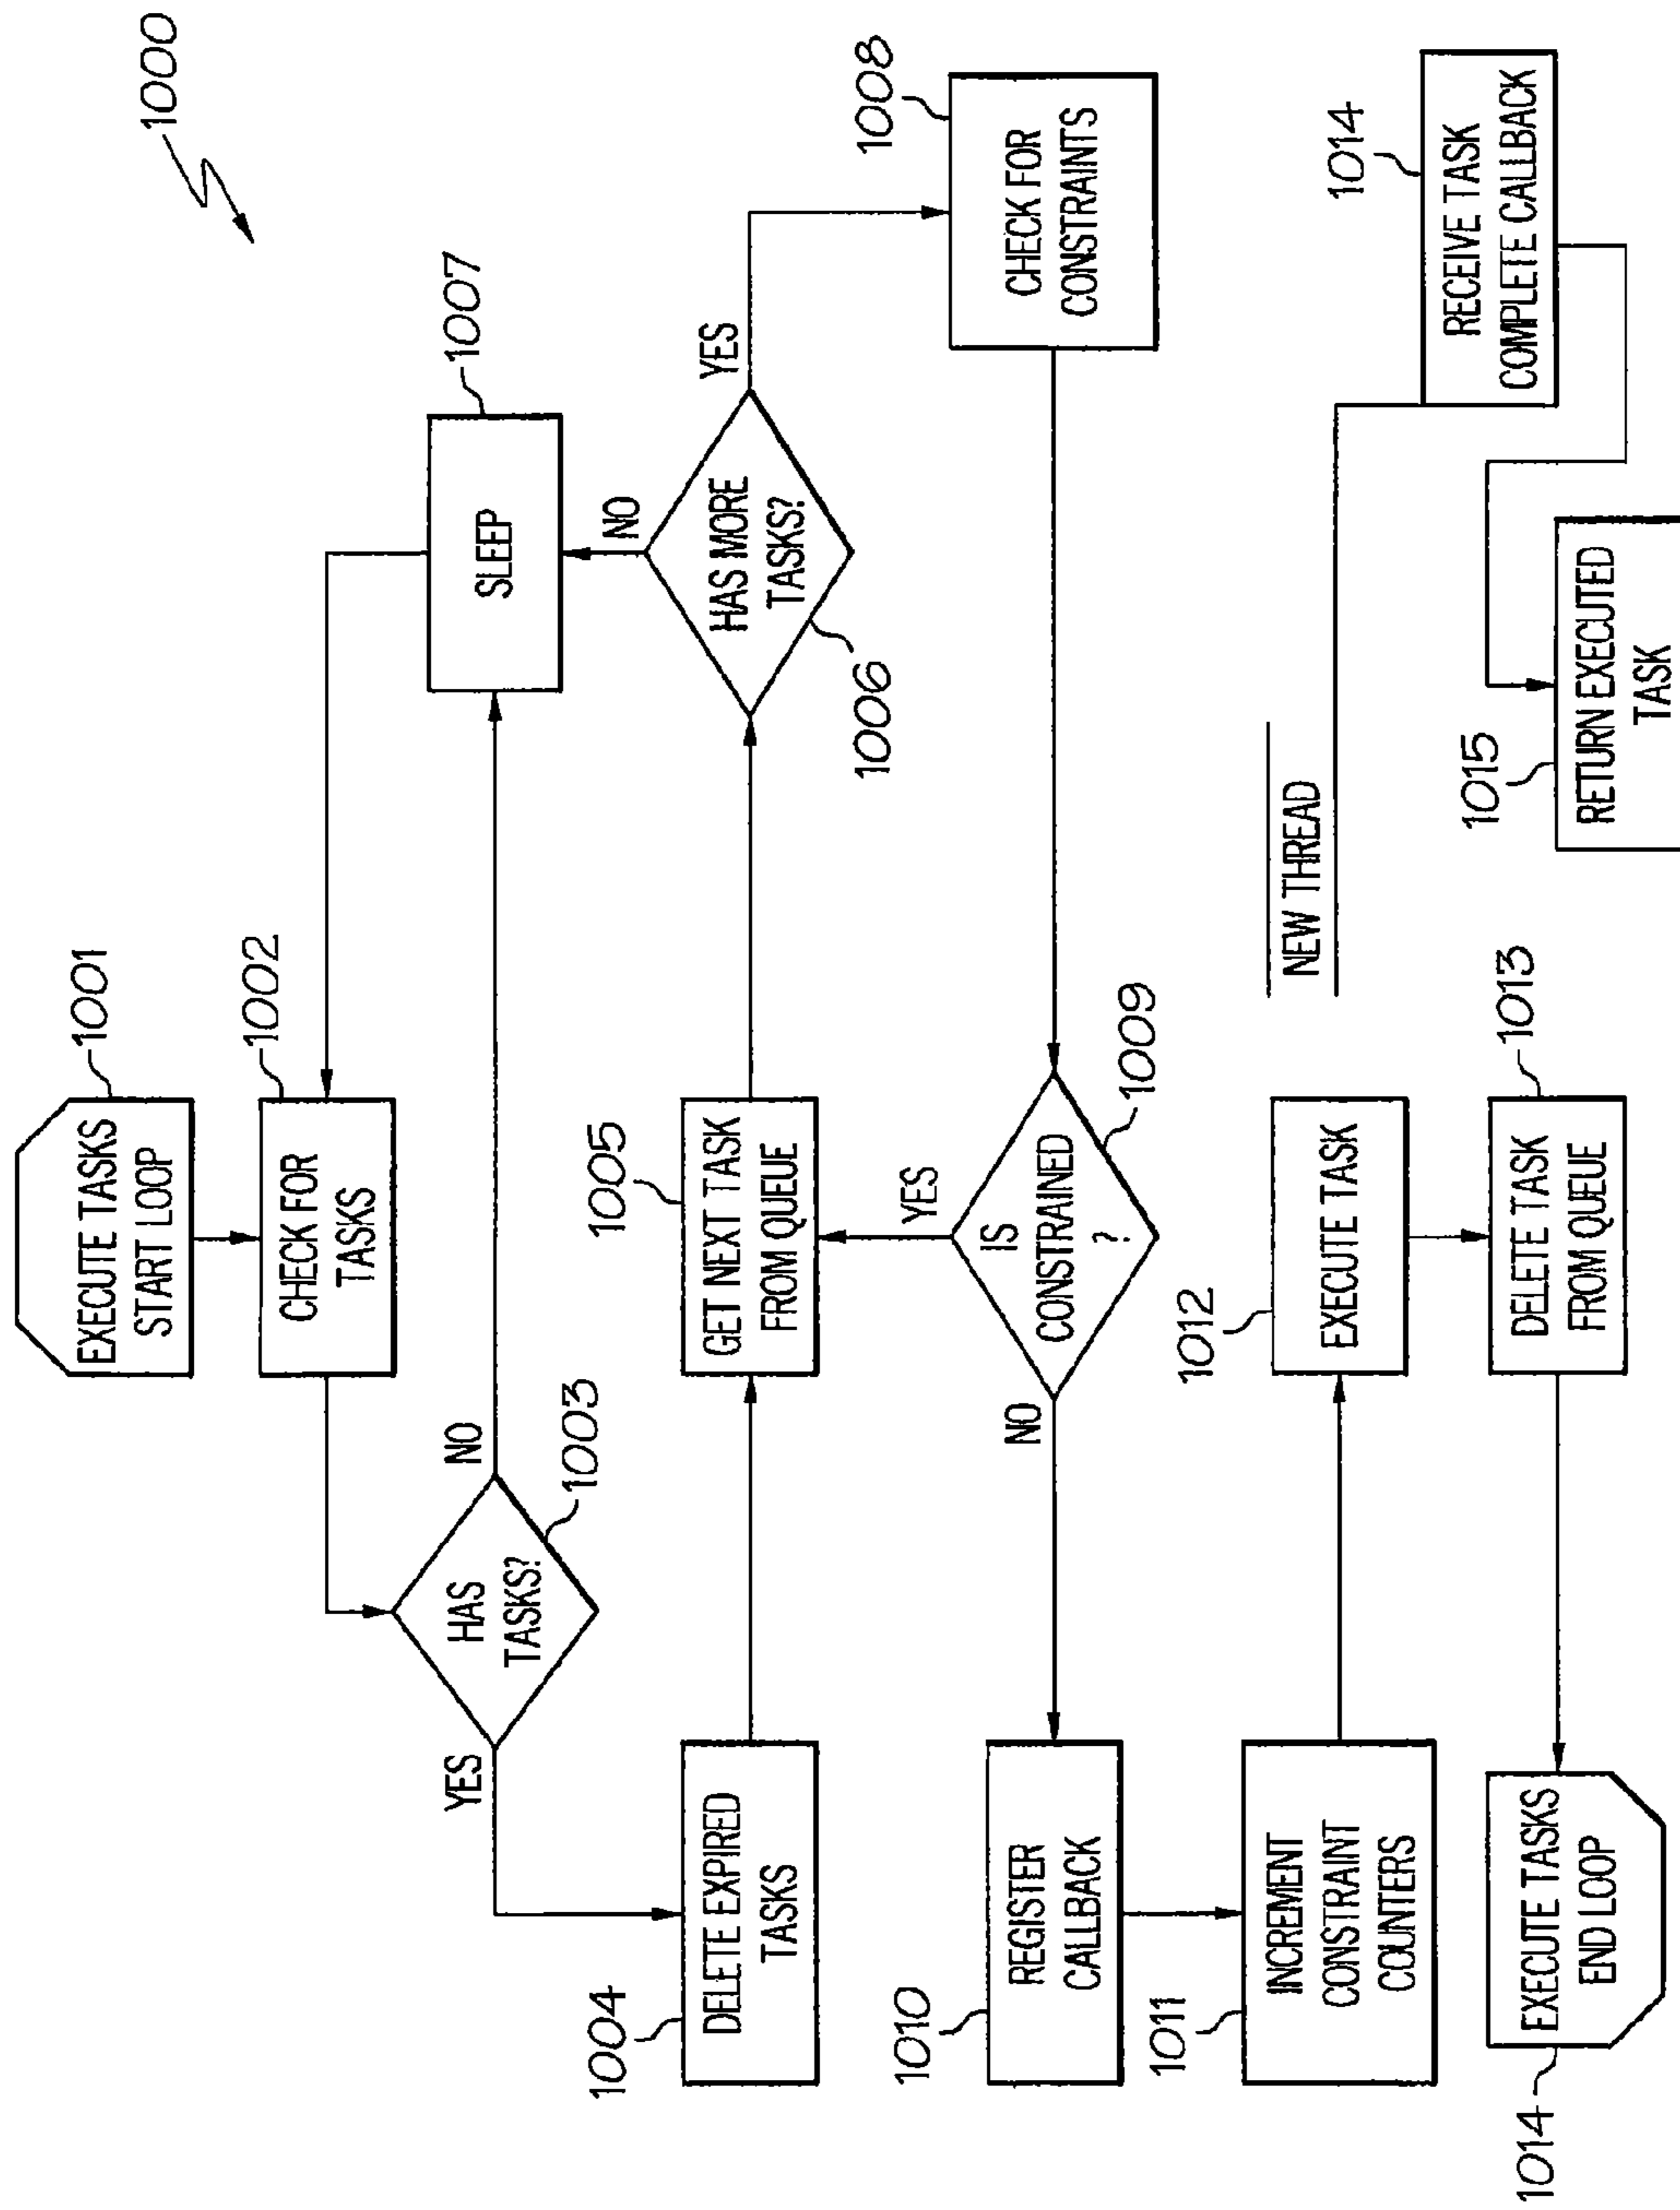 1000
EXECUTE TASKS
START LOOP
1001
CHECK FOR
TASKS
1002
HAS
TASKS?
1003
YES
NO
SLEEP
1007
DELETE EXPIRED
TASKS
1004
GET NEXT TASK
FROM QUEUE
1005
HAS MORE
TASKS?
1006
NO
YES
CHECK FOR
CONSTRAINTS
1008
IS
CONSTRAINED
?
1009
YES
NO
REGISTER
CALLBACK
1010
INCREMENT
CONSTRAINT
COUNTERS
1011
EXECUTE TASK
1012
DELETE TASK
FROM QUEUE
1013
EXECUTE TASKS
END LOOP
1014
NEW THREAD
RECEIVE TASK
COMPLETE CALLBACK
1014
RETURN EXECUTED
TASK
1015